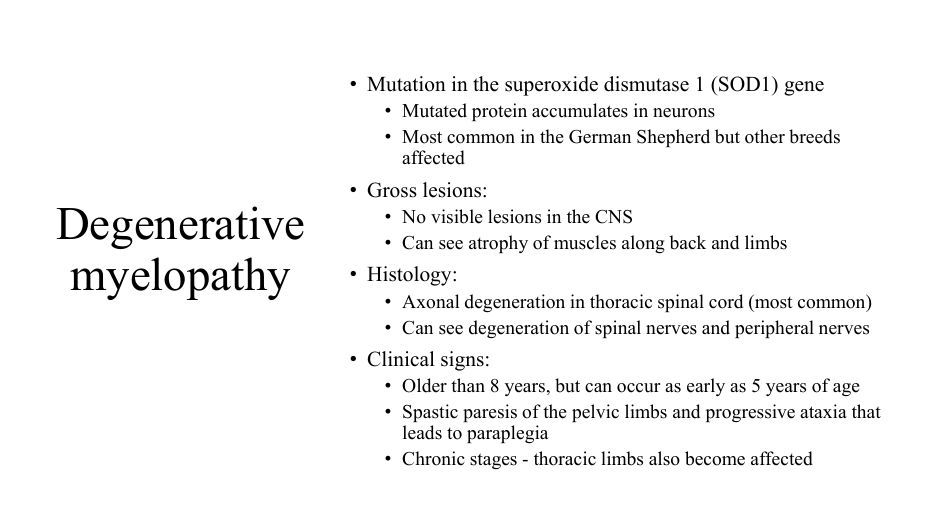 Degenerative
myelopathy
• Mutation in the superoxide dismutase 1 (SOD1) gene
• Mutated protein accumulates in neurons
• Most common in the German Shepherd but other breeds
affected
• Gross lesions:
• No visible lesions in the CNS
• Can see atrophy of muscles along back and limbs
• Histology:
• Axonal degeneration in thoracic spinal cord (most common)
• Can see degeneration of spinal nerves and peripheral nerves
• Clinical signs:
• Older than 8 years, but can occur as early as 5 years of age
• Spastic paresis of the pelvic limbs and progressive ataxia that
leads to paraplegia
• Chronic stages - thoracic limbs also become affected